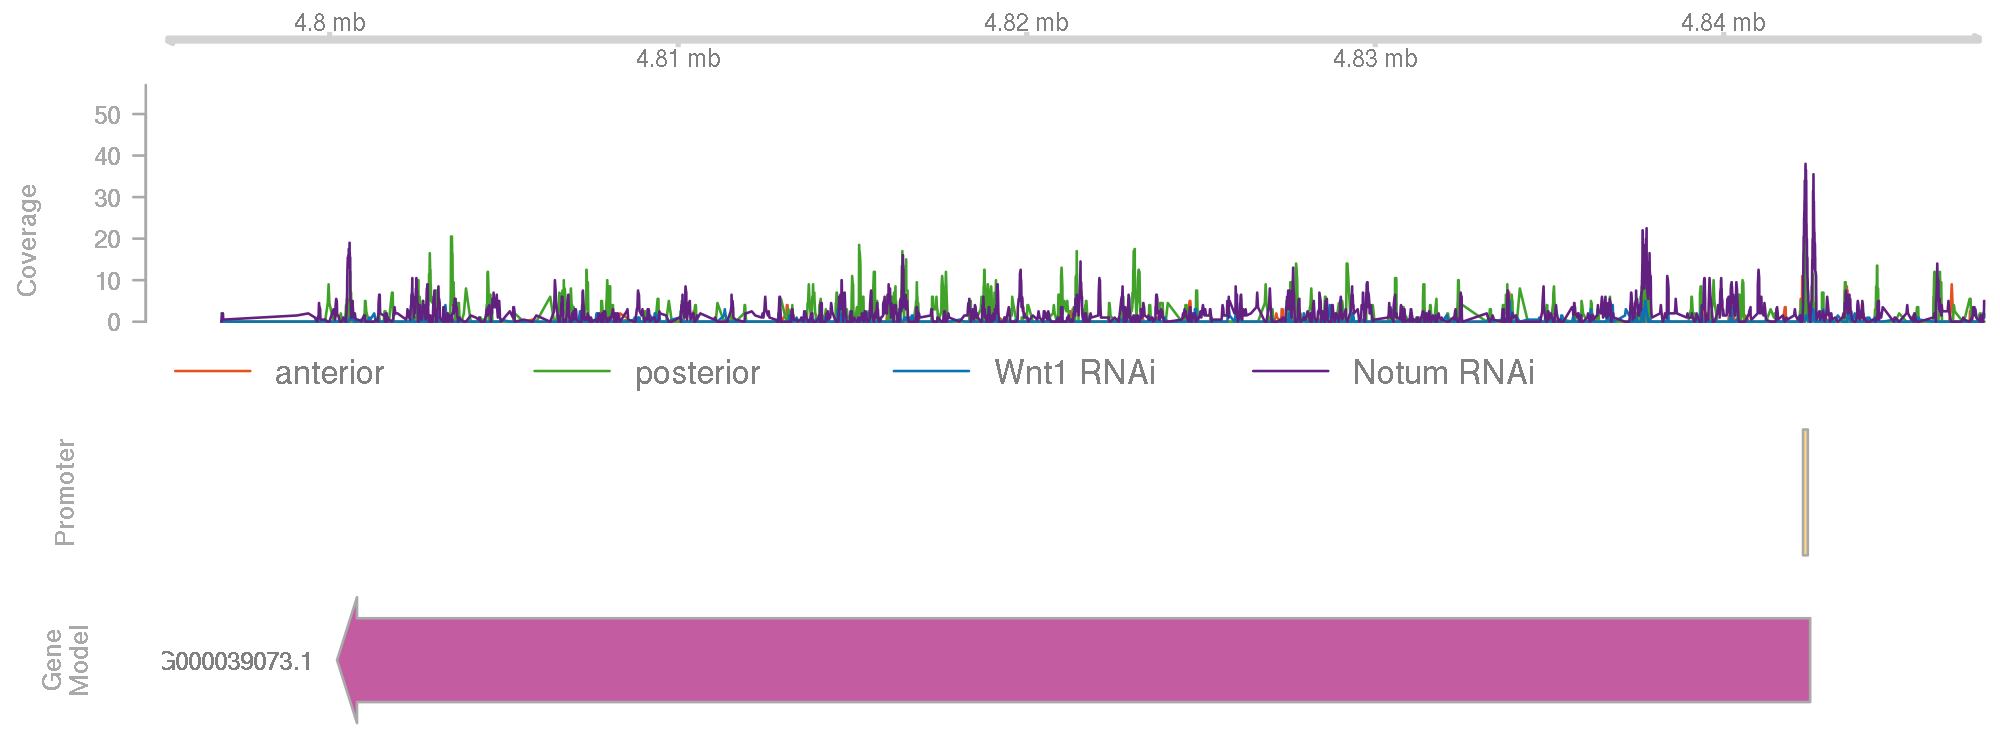 4.8 mb
4.82 mb
4.84 mb
4.81 mb
4.83 mb
50
40
30
20
10
0
Coverage
anterior
posterior
Wnt1 RNAi
Notum RNAi
Promoter
Gene
Model
G000039073.1